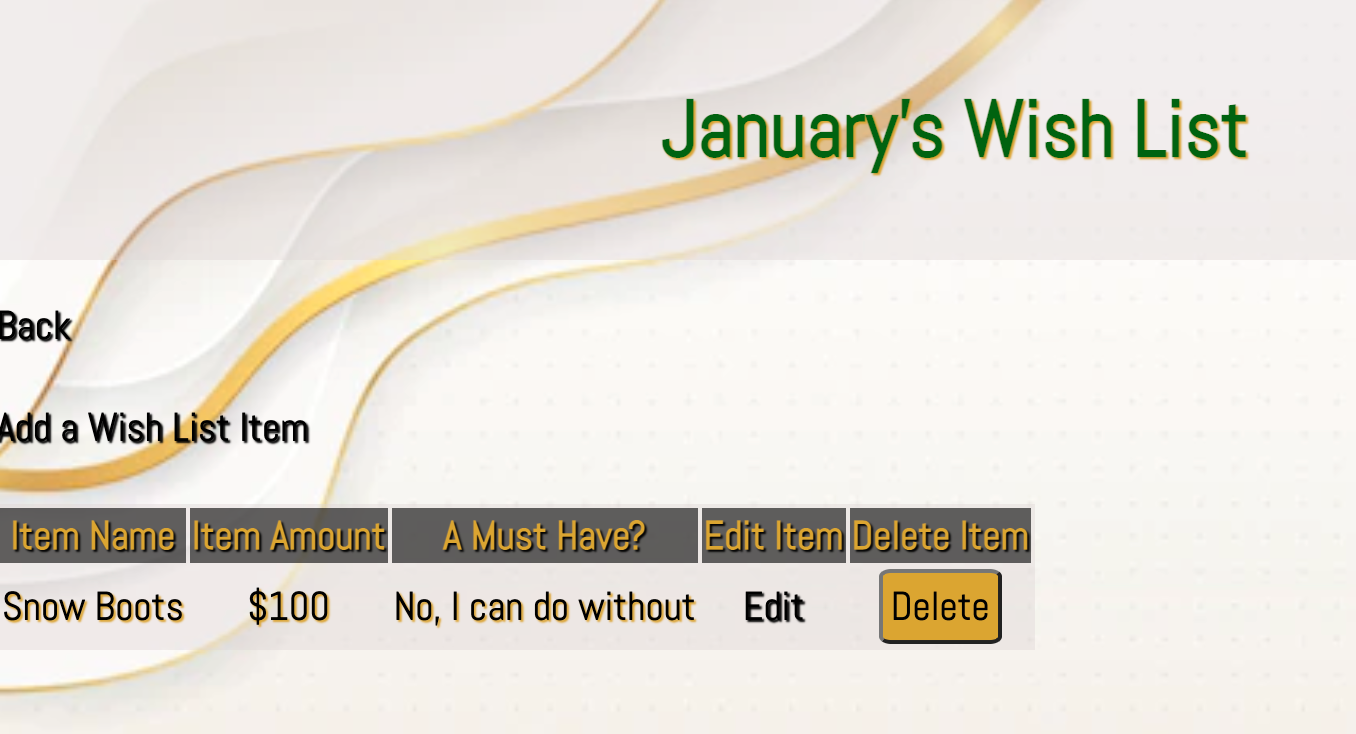 January's Wish List
Back
Add a Wish List Item
Item Name Item Amount A Must Have? Edit Item Delete Item
Snow Boots $100 No, I can do without Edit Delete